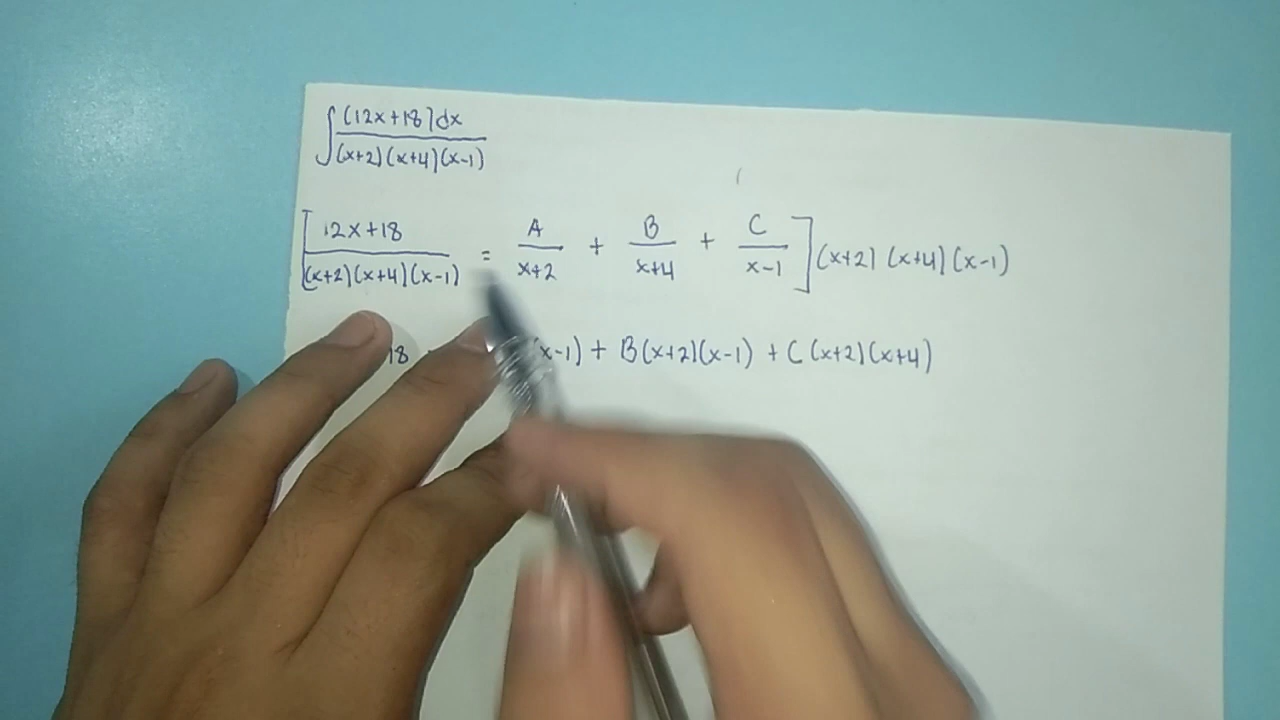 ∫ (12x+18)dx / (x+2)(x+4)(x-1)
[ 12x+18 / (x+2)(x+4)(x-1) = A / x+2 + B / x+4 + C / x-1 ] (x+2) (x+4) (x-1)
18 (x-1) + B(x+2)(x-1) + C(x+2)(x+4)